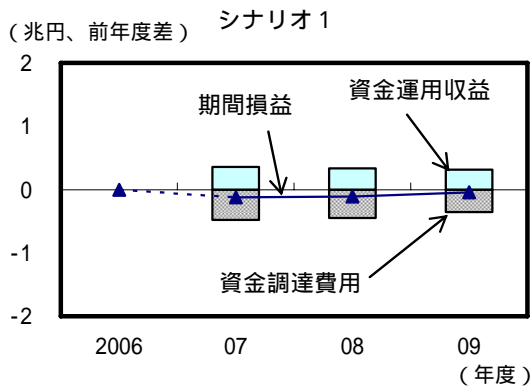 シナリオ1
（兆円、前年度差）
2
資金運用収益
期間損益
1
0
-1
資金調達費用
-2
2006 07 08 09
（年度）